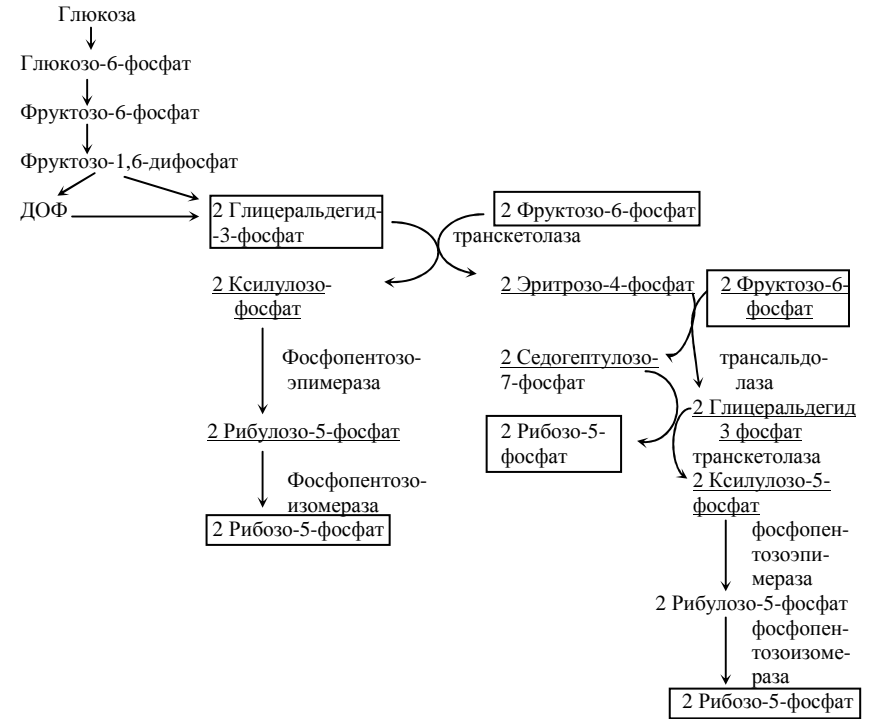 Глюкоза
Глюкозо-6-фосфат
Фруктозо-6-фосфат
Фруктозо-1,6-дифосфат
ДОФ
2 Глицеральдегид-
-3-фосфат
2 Фруктозо-6-фосфат
транскетолаза
2 Ксилулозо-
фосфат
2 Эритрозо-4-фосфат
2 Фруктозо-6-
фосфат
Фосфопентозо-
эпимераза
2 Седогептулозо-
7-фосфат
трансальдо-
лаза
2 Рибулозо-5-фосфат
2 Рибозо-5-
фосфат
2 Глицеральдегид
3 фосфат
транскетолаза
Фосфопентозо-
изомераза
2 Рибозо-5-фосфат
2 Ксилулозо-5-
фосфат
фосфопен-
тозоэпи-
мераза
2 Рибулозо-5-фосфат
фосфопен-
тозоизоме-
раза
2 Рибозо-5-фосфат